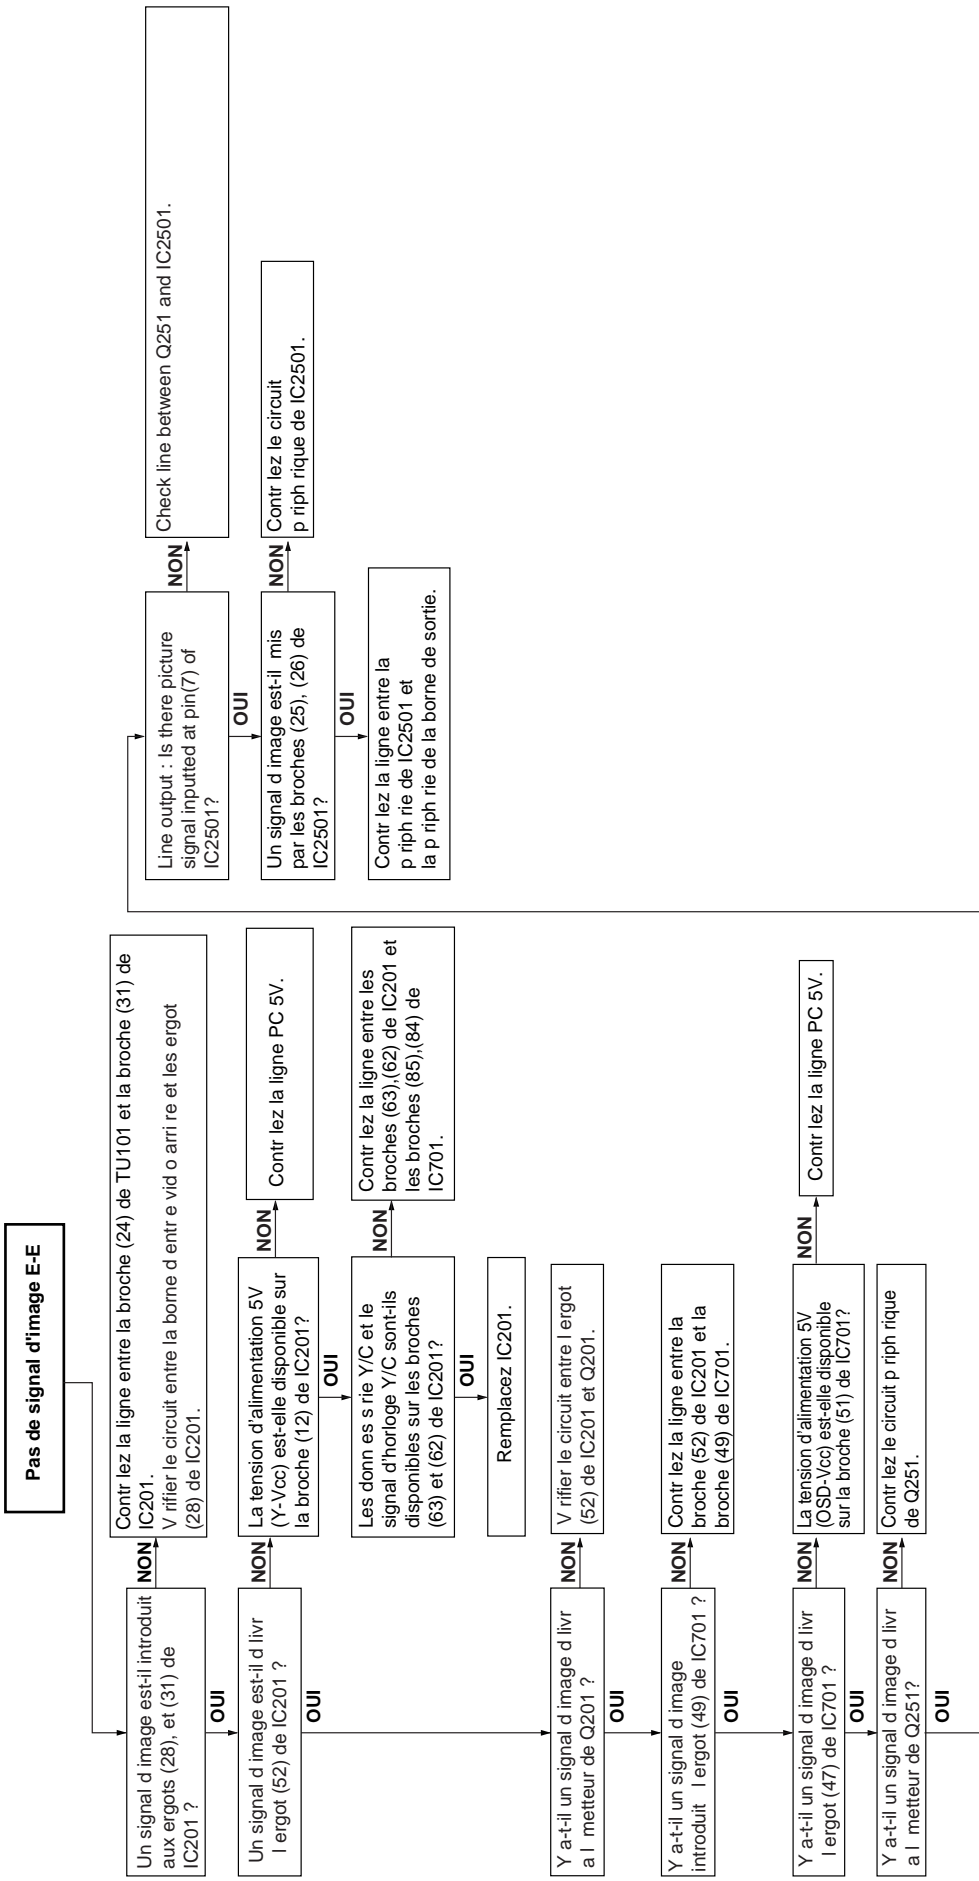 Pas de signal d'image E-E
Un signal d image est-il introduit
aux ergots (28), et (31) de
IC201 ?
NON
Contr lez la ligne entre la broche (24) de TU101 et la broche (31) de
IC201.
V rifier le circuit entre la borne d entr e vid o arri re et les ergot
(28) de IC201.
OUI
Un signal d image est-il d livr
l ergot (52) de IC201 ?
NON
La tension d'alimentation 5V
(Y-Vcc) est-elle disponible sur
la broche (12) de IC201?
NON
Contr lez la ligne PC 5V.
OUI
Les donn es s rie Y/C et le
signal d'horloge Y/C sont-ils
disponibles sur les broches
(63) et (62) de IC201?
NON
Contr lez la ligne entre les
broches (63),(62) de IC201 et
les broches (85),(84) de
IC701.
OUI
Remplacez IC201.
OUI
Y a-t-il un signal d image d livr
a l metteur de Q201 ?
NON
V rifier le circuit entre l ergot
(52) de IC201 et Q201.
OUI
Y a-t-il un signal d image
introduit l ergot (49) de IC701 ?
NON
Contr lez la ligne entre la
broche (52) de IC201 et la
broche (49) de IC701.
OUI
Y a-t-il un signal d image d livr
l ergot (47) de IC701 ?
NON
La tension d'alimentation 5V
(OSD-Vcc) est-elle disponible
sur la broche (51) de IC701?
NON
Contr lez la ligne PC 5V.
OUI
Y a-t-il un signal d image d livr
a l metteur de Q251?
NON
Contr lez le circuit p riph rique
de Q251.
OUI
Line output : Is there picture
signal inputted at pin(7) of
IC2501?
NON
Check line between Q251 and IC2501.
OUI
Un signal d image est-il mis
par les broches (25), (26) de
IC2501?
NON
Contr lez le circuit
p riph rique de IC2501.
OUI
Contr lez la ligne entre la
p riph rie de IC2501 et
la p riph rie de la borne de sortie.